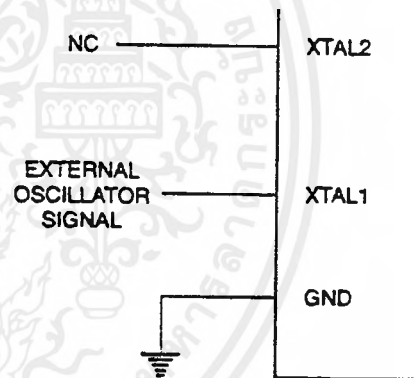 NC
XTAL2
EXTERNAL
OSCILLATOR
SIGNAL
XTAL1
GND